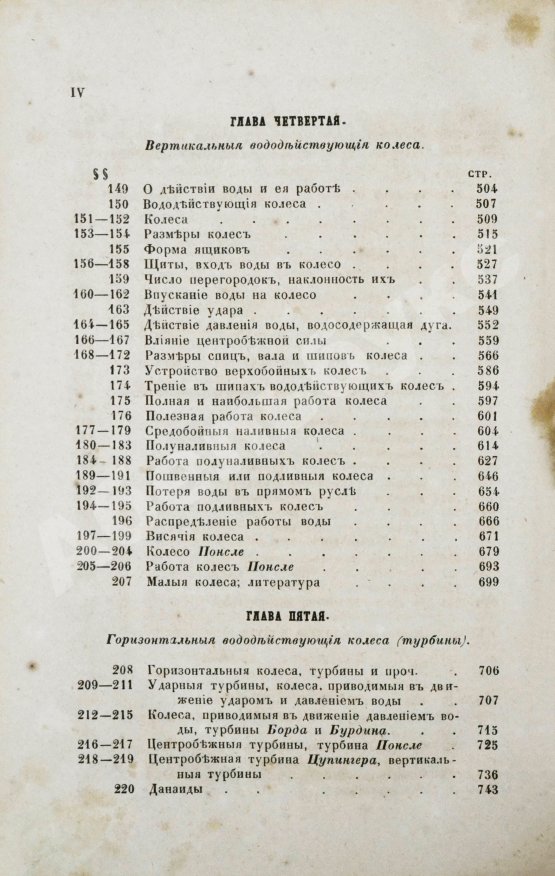 IV
ГЛАВА ЧЕТВЕРТАЯ.
Вертикальныя вододѣйствующія колеса.
§§ СТР.
149 О дѣйствіи воды и ея работѣ . . . . 504
150 Вододѣйствующія колеса . . . . . 507
151—152 Колеса . . . . . . . 509
153—154 Размѣры колесъ . . . . . . 515
155 Форма ящиковъ . . . . . . 521
156—158 Щиты, входъ воды въ колесо . . . . 527
159 Число перегородокъ, наклонность ихъ . . . 537
160—162 Впусканіе воды на колесо . . . . . 541
163 Дѣйствіе удара . . . . . . . 549
164—165 Дѣйствіе давленія воды, водосодержащая дуга. 552
166—167 Вліяніе центробѣжной силы . . . . 559
168—172 Размѣры спицъ, вала и шиповъ колеса . . 566
173 Устройство верхобойныхъ колесъ . . . . 586
174 Треніе въ шипахъ вододѣйствующихъ колесъ . 594
175 Полная и наибольшая работа колеса . . . 597
176 Полезная работа колеса . . . . . 601
177—179 Средобойныя наливныя колеса . . . . 604
180—183 Полуналивныя колеса . . . . . 614
184—188 Работа полуналивныхъ колесъ . . . . 627
189—191 Пошвенныя или подливныя колеса . . . 646
192—193 Потеря воды въ прямомъ руслѣ . . . 654
194—195 Работа подливныхъ колесъ . . . . 660
196 Распредѣленіе работы воды . . . . 666
197—199 Висячія колеса . . . . . . 671
200—204 Колесо Понсле . . . . . . . 679
205—206 Работа колесъ Понсле . . . . . 693
207 Малыя колеса; литература . . . . 699
ГЛАВА ПЯТАЯ.
Горизонтальныя вододѣйствующія колеса (турбины).
208 Горизонтальныя колеса, турбины и проч. . 706
209—211 Ударныя турбины, колеса, приводимыя въ дви-
женіе ударомъ и давленіемъ воды . . 707
212—215 Колеса, приводимыя въ движеніе давленіемъ во-
ды, турбины Борда и Бурдина. . . 715
216—217 Центробѣжныя турбины, турбина Понсле . 725
218—219 Центробѣжная турбина Цупингера, вертикаль-
ныя турбины . . . . . 736
220 Данаиды . . . . . . . 743